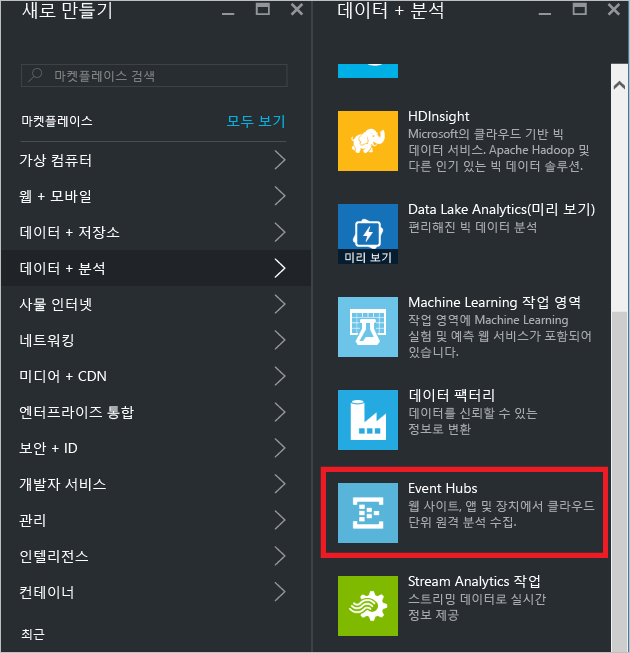 새로 만들기
마켓플레이스 검색
마켓플레이스
모두 보기
가상 컴퓨터
웹 + 모바일
데이터 + 저장소
데이터 + 분석
사물 인터넷
네트워킹
미디어 + CDN
엔터프라이즈 통합
보안 + ID
개발자 서비스
관리
인텔리전스
컨테이너
최근
데이터 + 분석
HDInsight
Microsoft의 클라우드 기반 빅
데이터 서비스. Apache Hadoop 및
다른 인기 있는 빅 데이터 솔루션.
Data Lake Analytics(미리 보기)
편리해진 빅 데이터 분석
미리 보기
Machine Learning 작업 영역
작업 영역에 Machine Learning
실험 및 예측 웹 서비스가 포함되어
있습니다.
데이터 팩터리
데이터를 신뢰할 수 있는
정보로 변환
Event Hubs
웹 사이트, 앱 및 장치에서 클라우드
단위 원격 분석 수집.
Stream Analytics 작업
스트리밍 데이터로 실시간
정보 제공